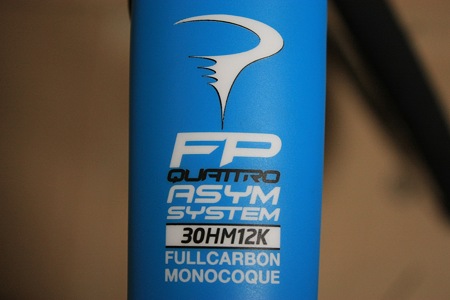 FP
QUATTRO
ASYM
SYSTEM
30HM12K
FULLCARBON
MONOCOQUE